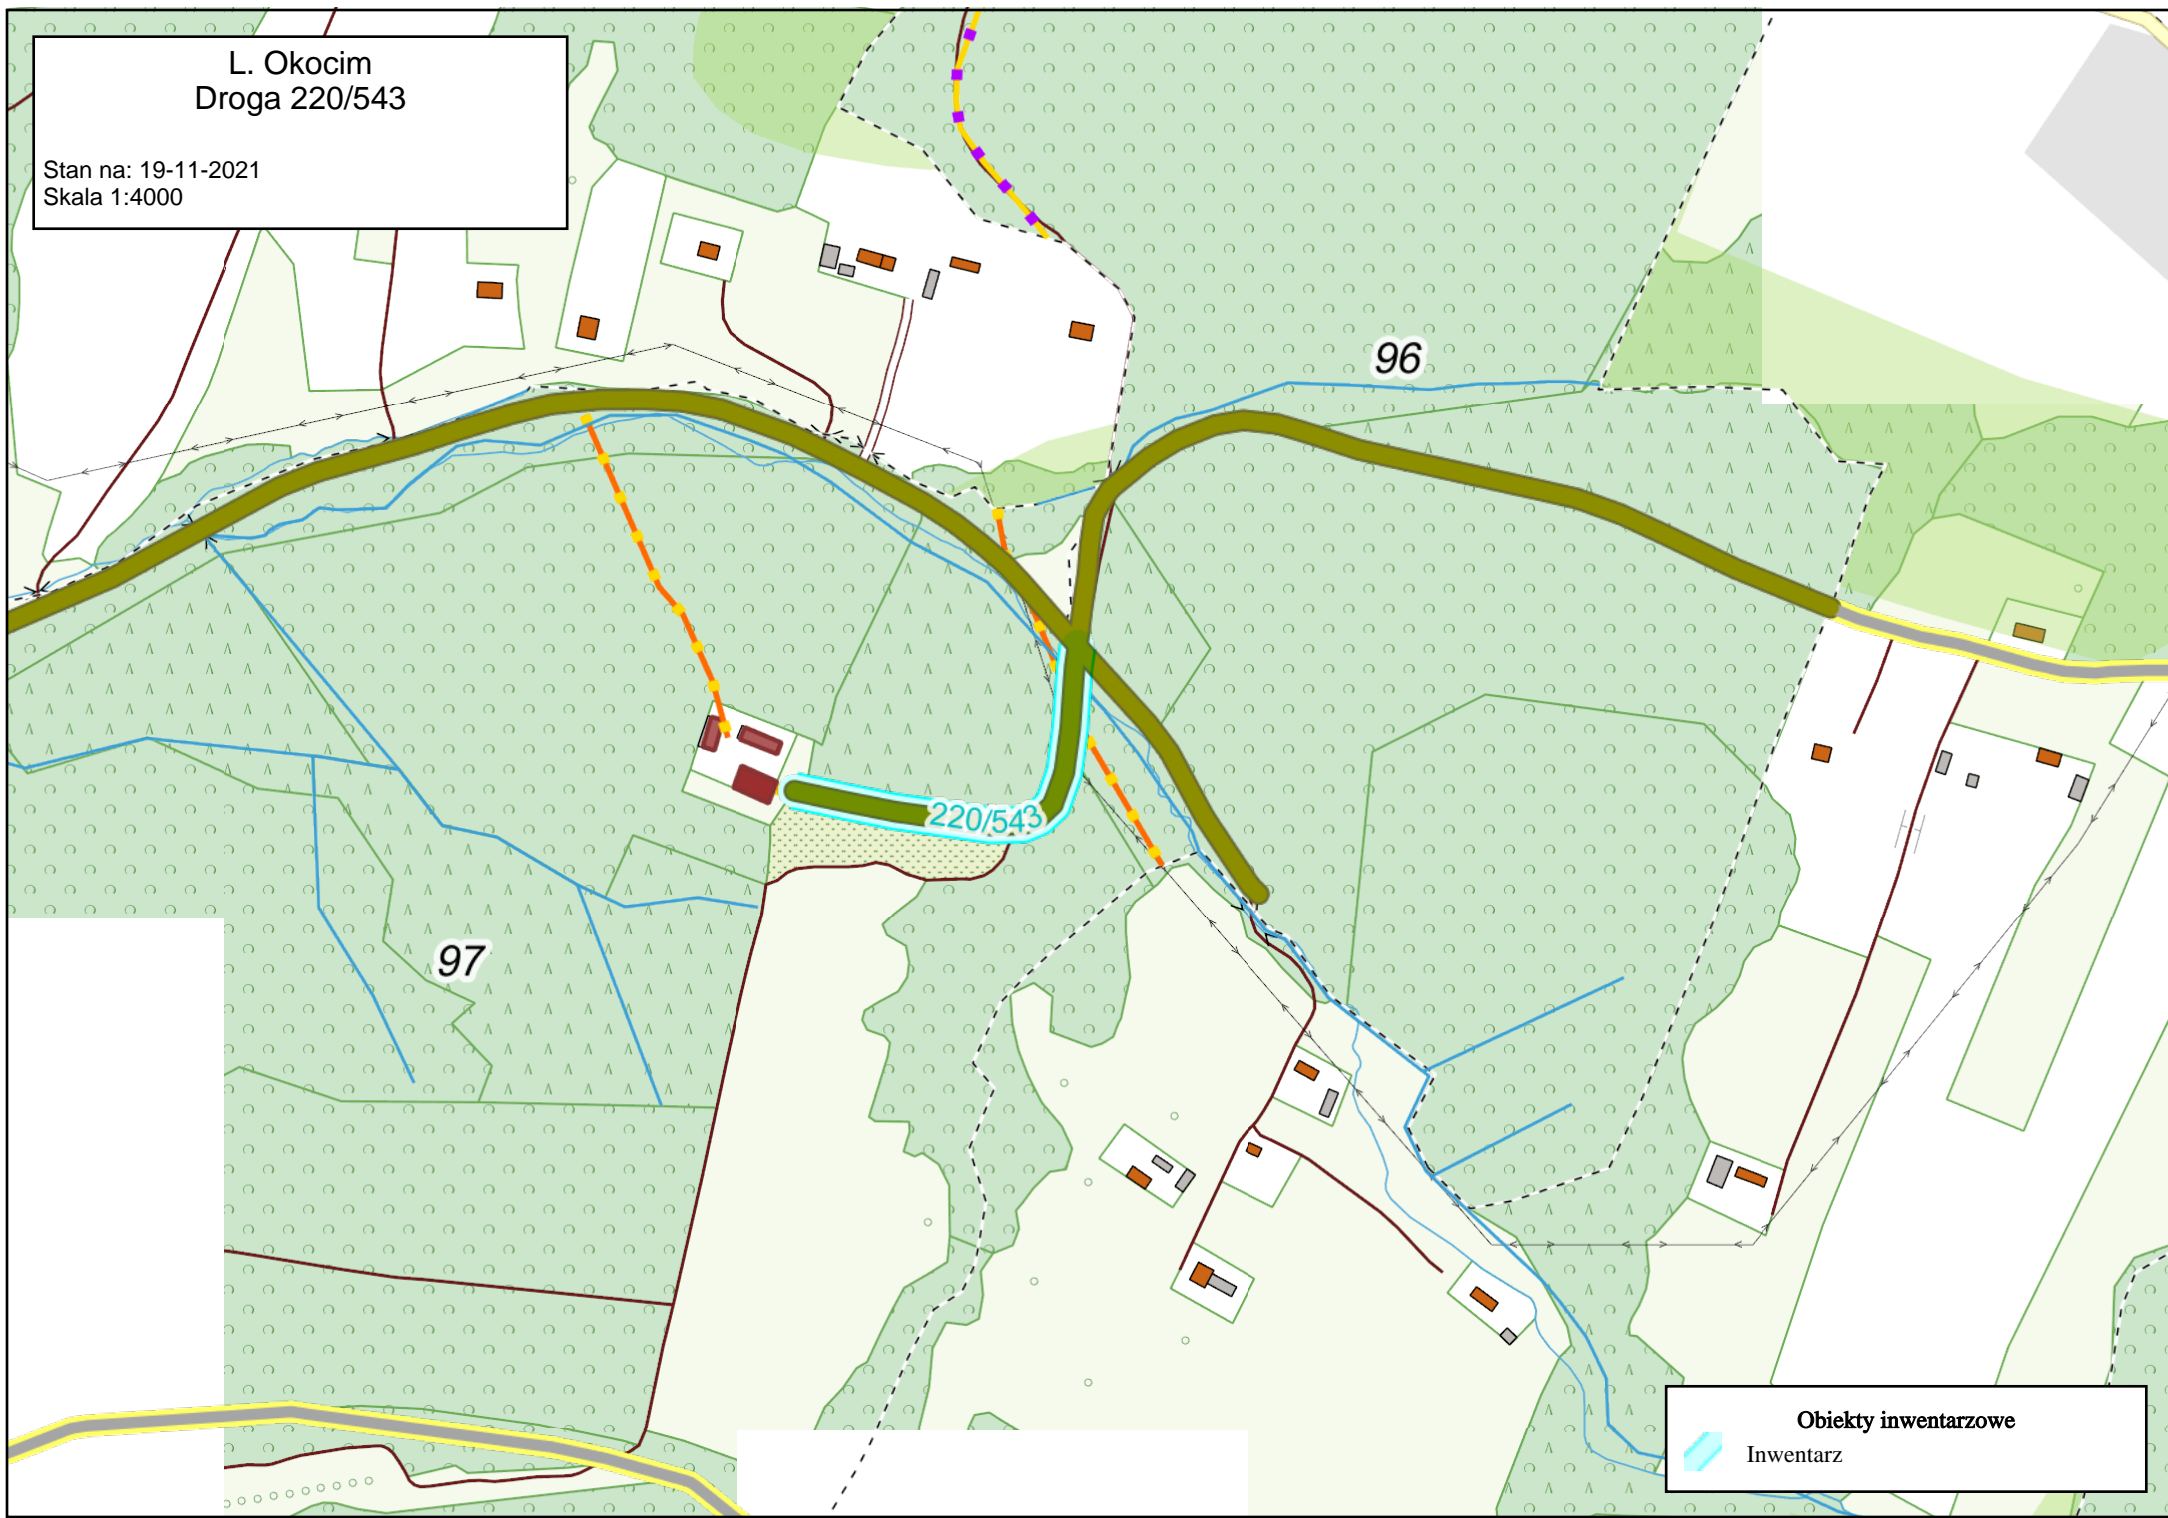 L. Okocim
Droga 220/543
Stan na: 19-11-2021
Skala 1:4000
96
220/543
97
Obiekty inwentarzowe
Inwentarz